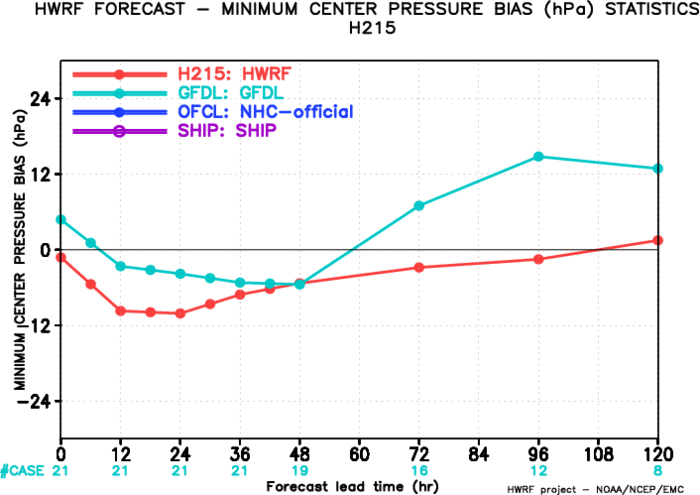 HWRF FORECAST – MINIMUM CENTER PRESSURE BIAS (hPa) STATISTICS
H215
MINIMUM CENTER PRESSURE BIAS (hPa)
24
12
0
–12
–24
H215: HWRF
GFDL: GFDL
OFCL: NHC–official
SHIP: SHIP
0 12 24 36 48 60 72 84 96 108 120
#CASE 21 21 21 21 19 16 12 8
Forecast lead time (hr)
HWRF project – NOAA/NCEP/EMC